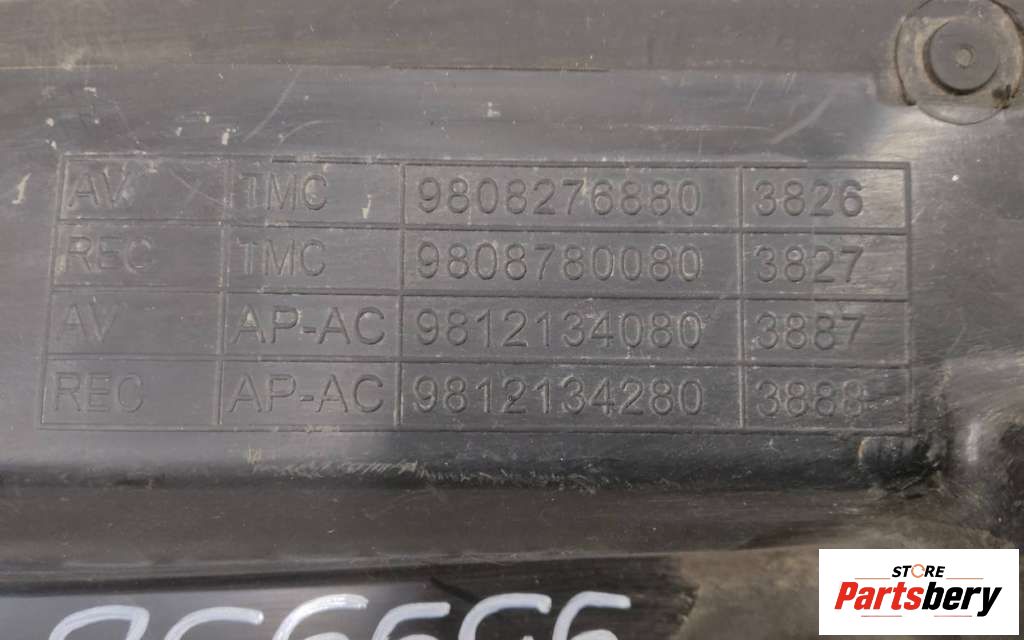 AV TMC 9808276880 3826
REC TMC 9808780080 3827
AV AP-AC 9812134080 3887
REC AP-AC 9812134280 3888
STORE
Partsbery